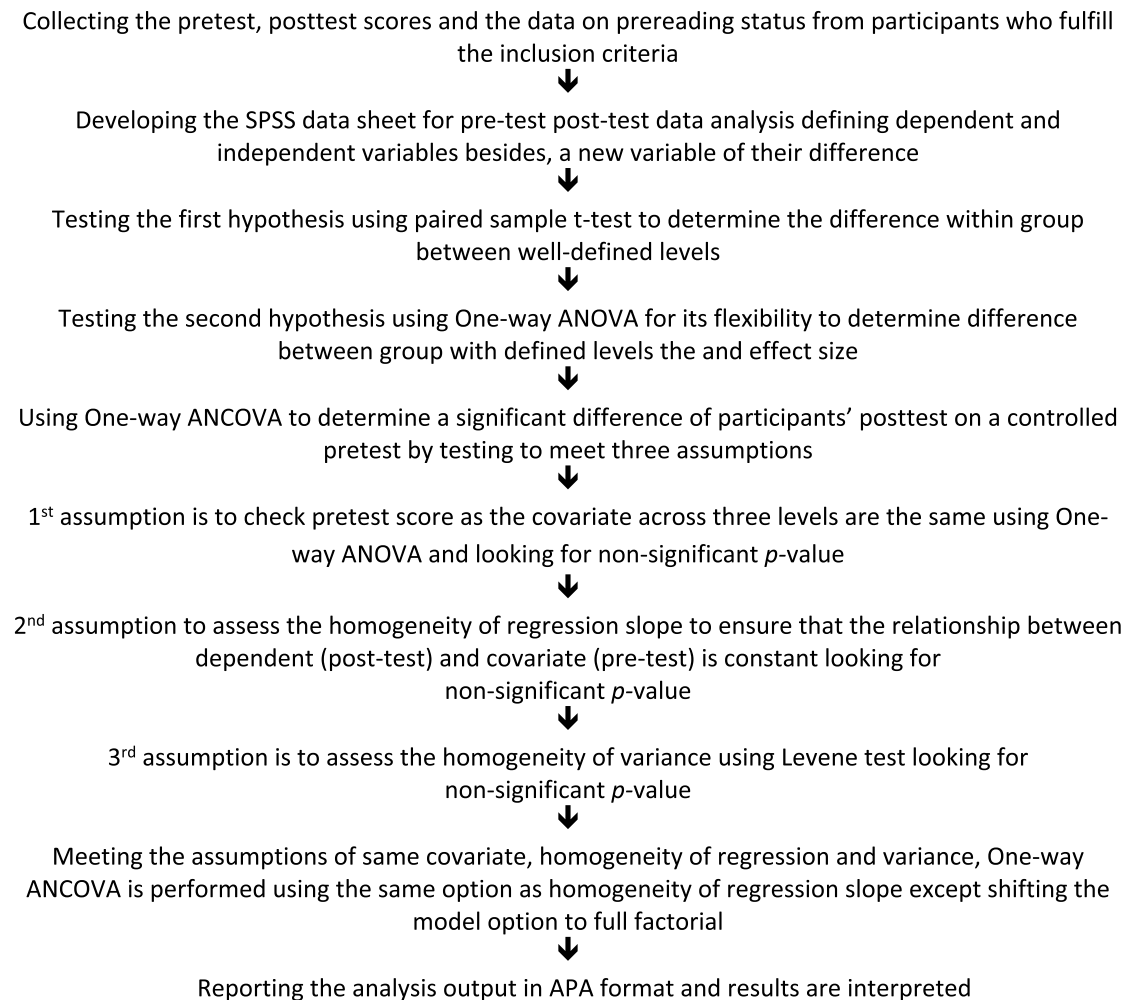 Collecting the pretest, posttest scores and the data on prereading status from participants who fulfill
the inclusion criteria
Developing the SPSS data sheet for pre-test post-test data analysis defining dependent and
independent variables besides, a new variable of their difference
Testing the first hypothesis using paired sample t-test to determine the difference within group
between well-defined levels
Testing the second hypothesis using One-way ANOVA for its flexibility to determine difference
between group with defined levels the and effect size
Using One-way ANCOVA to determine a significant difference of participants’ posttest on a controlled
pretest by testing to meet three assumptions
1st assumption is to check pretest score as the covariate across three levels are the same using One-
way ANOVA and looking for non-significant p-value
2nd assumption to assess the homogeneity of regression slope to ensure that the relationship between
dependent (post-test) and covariate (pre-test) is constant looking for
non-significant p-value
3rd assumption is to assess the homogeneity of variance using Levene test looking for
non-significant p-value
Meeting the assumptions of same covariate, homogeneity of regression and variance, One-way
ANCOVA is performed using the same option as homogeneity of regression slope except shifting the
model option to full factorial
Reporting the analysis output in APA format and results are interpreted